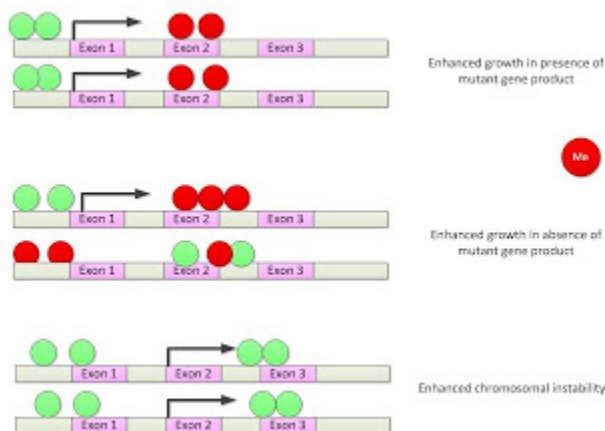 Exon 1 Exon 2 Exon 3
Exon 1 Exon 2 Exon 3
Enhanced growth in presence of
mutant gene product
Me
Exon 1 Exon 2 Exon 3
Exon 1 Exon 2 Exon 3
Enhanced growth in absence of
mutant gene product
Exon 1 Exon 2 Exon 3
Exon 1 Exon 2 Exon 3
Enhanced chromosomal instability